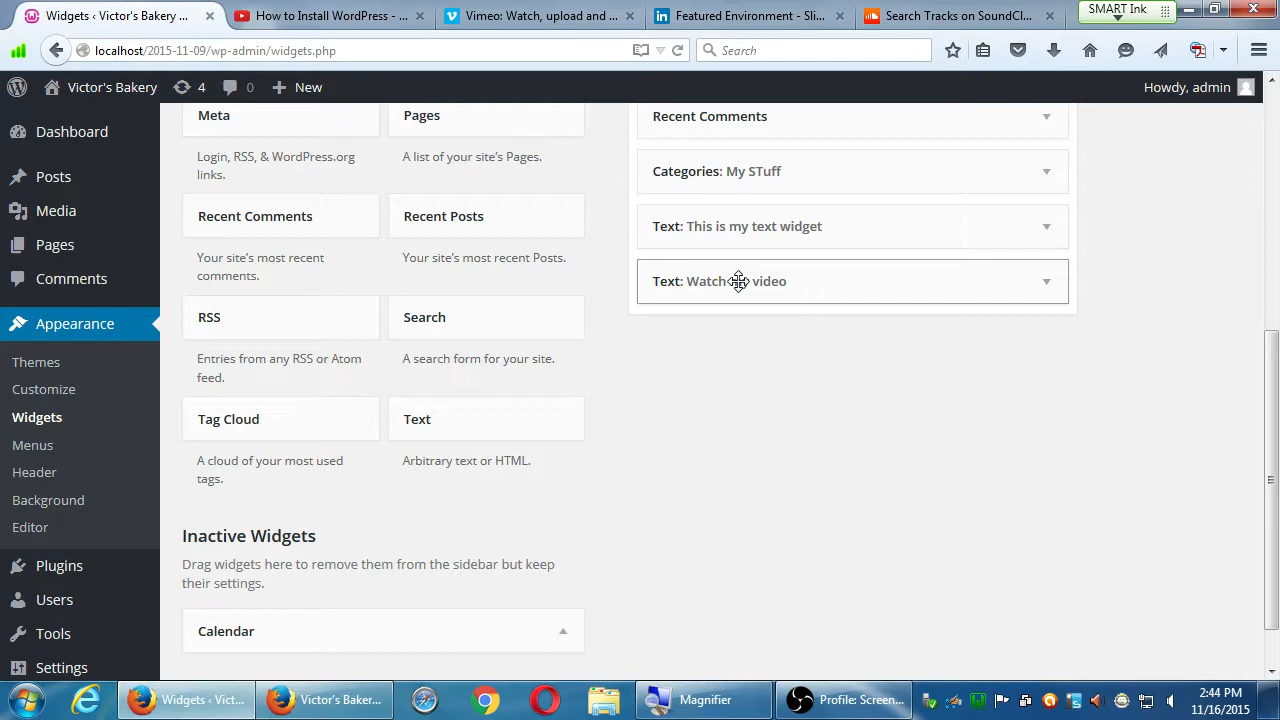 Widgets ‹ Victor's Bakery ...
How to Install WordPress - ...
Vimeo: Watch, upload and ...
Featured Environment - Sli...
Search Tracks on SoundCl...
SMART Ink
localhost/2015-11-09/wp-admin/widgets.php
Search
Victor's Bakery
4
0
New
Howdy, admin
Dashboard
Posts
Media
Pages
Comments
Appearance
Themes
Customize
Widgets
Menus
Header
Background
Editor
Plugins
Users
Tools
Settings
Meta
Login, RSS, & WordPress.org
links.
Pages
A list of your site's Pages.
Recent Comments
Your site's most recent
comments.
Recent Posts
Your site's most recent Posts.
RSS
Entries from any RSS or Atom
feed.
Search
A search form for your site.
Tag Cloud
A cloud of your most used
tags.
Text
Arbitrary text or HTML.
Inactive Widgets
Drag widgets here to remove them from the sidebar but keep
their settings.
Calendar
Recent Comments
Categories: My STuff
Text: This is my text widget
Text: Watch video
Widgets ‹ Vict...
Victor's Baker...
Magnifier
Profile: Screen...
2:44 PM
11/16/2015